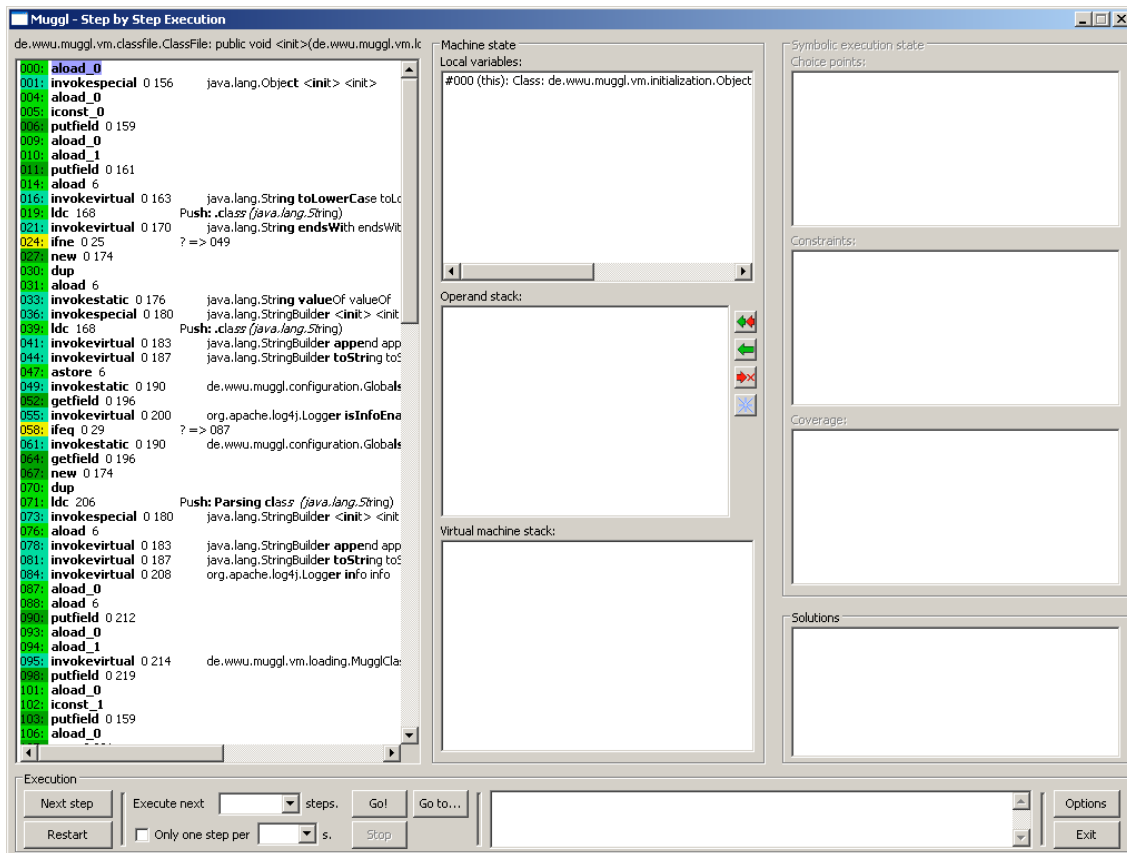 Muggl - Step by Step Execution
de.wwu.muggl.vm.classfile.ClassFile: public void <init>(de.wwu.muggl.vm.lc
000: aload_0
001: invokespecial 0 156 java.lang.Object <init> <init>
004: aload_0
005: iconst_0
006: putfield 0 159
009: aload_0
010: aload_1
011: putfield 0 161
014: aload 6
016: invokevirtual 0 163 java.lang.String toLowerCase toLo
019: ldc 168 Push: .class (java.lang.String)
021: invokevirtual 0 170 java.lang.String endsWith endsWit
024: ifne 0 25 ? => 049
027: new 0 174
030: dup
031: aload 6
033: invokestatic 0 176 java.lang.String valueOf valueOf
036: invokespecial 0 180 java.lang.StringBuilder <init> <init
039: ldc 168 Push: .class (java.lang.String)
041: invokevirtual 0 183 java.lang.StringBuilder append app
044: invokevirtual 0 187 java.lang.StringBuilder toString toS
047: astore 6
049: invokestatic 0 190 de.wwu.muggl.configuration.Globals
052: getfield 0 196
055: invokevirtual 0 200 org.apache.log4j.Logger isInfoEna
058: ifeq 0 29 ? => 087
061: invokestatic 0 190 de.wwu.muggl.configuration.Globals
064: getfield 0 196
067: new 0 174
070: dup
071: ldc 206 Push: Parsing class (java.lang.String)
073: invokespecial 0 180 java.lang.StringBuilder <init> <init
076: aload 6
078: invokevirtual 0 183 java.lang.StringBuilder append app
081: invokevirtual 0 187 java.lang.StringBuilder toString toS
084: invokevirtual 0 208 org.apache.log4j.Logger info info
087: aload_0
088: aload 6
090: putfield 0 212
093: aload_0
094: aload_1
095: invokevirtual 0 214 de.wwu.muggl.vm.loading.MugglClas
098: putfield 0 219
101: aload_0
102: iconst_1
103: putfield 0 159
106: aload_0
Machine state
Local variables:
#000 (this): Class: de.wwu.muggl.vm.initialization.Object
Operand stack:
Virtual machine stack:
Symbolic execution state
Choice points:
Constraints:
Coverage:
Solutions
Execution
Next step
Execute next
steps.
Go!
Go to...
Options
Restart
Only one step per
s.
Stop
Exit